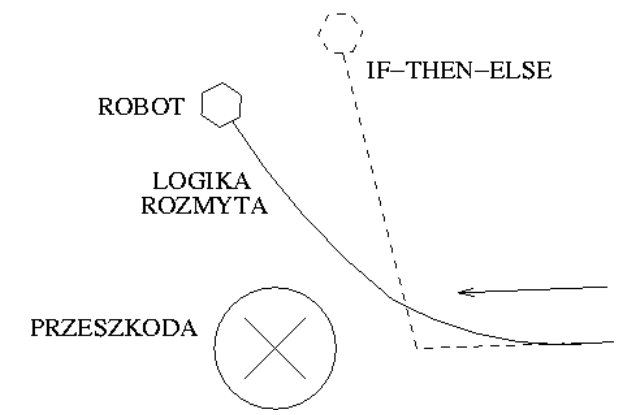 IF−THEN−ELSE
ROBOT
LOGIKA
ROZMYTA
PRZESZKODA